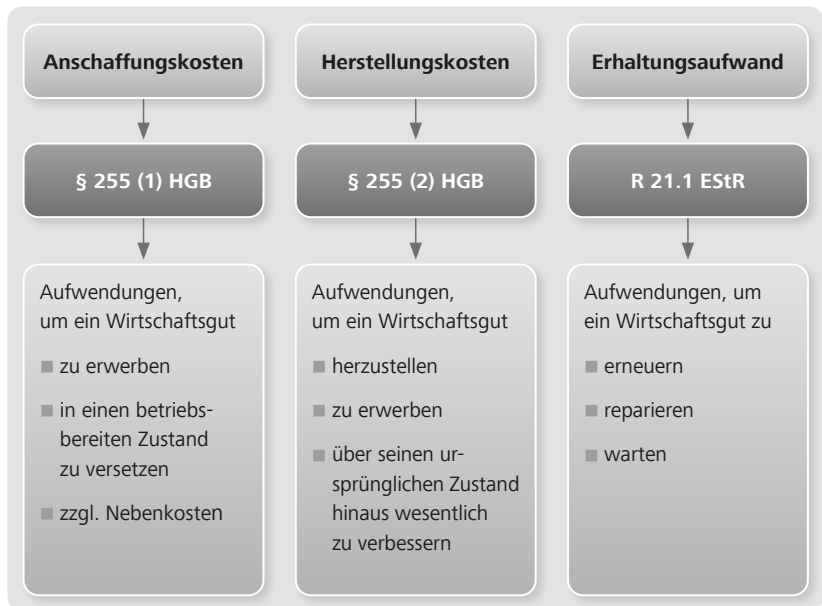 Anschaffungskosten
§ 255 (1) HGB
Aufwendungen,
um ein Wirtschaftsgut
zu erwerben
in einen betriebs-
bereiten Zustand
zu versetzen
zzgl. Nebenkosten
Herstellungskosten
§ 255 (2) HGB
Aufwendungen,
um ein Wirtschaftsgut
herzustellen
zu erwerben
über seinen ur-
sprünglichen Zustand
hinaus wesentlich
zu verbessern
Erhaltungsaufwand
R 21.1 EStR
Aufwendungen, um
ein Wirtschaftsgut zu
erneuern
reparieren
warten